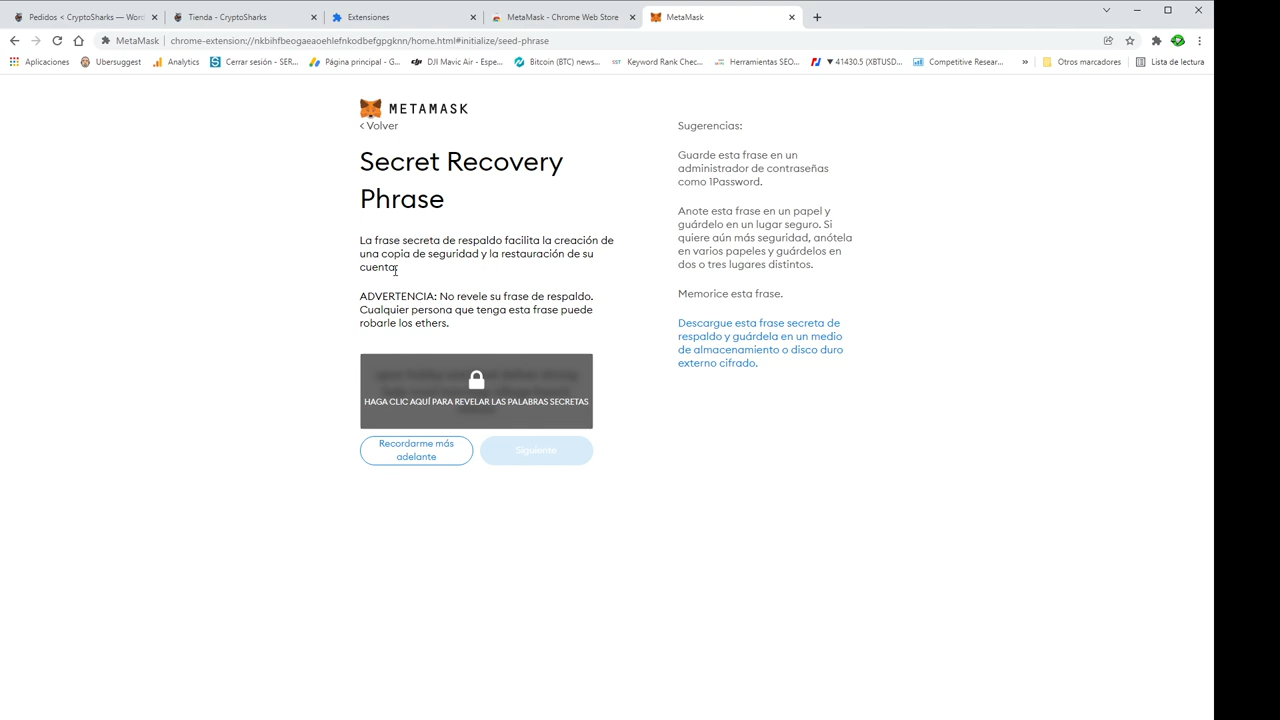 Pedidos < CryptoSharks — Wor
Tienda - CryptoSharks
Extensiones
MetaMask - Chrome Web Store
MetaMask
MetaMask
chrome-extension://nkbihfbeogaeaoehlefnkodbefgpgknn/home.html#initialize/seed-phrase
Aplicaciones
Ubersuggest
Analytics
Cerrar sesión - SER...
Página principal - G...
DJI Mavic Air - Espe...
Bitcoin (BTC) news...
Keyword Rank Chec...
Herramientas SEO...
▼ 41430.5 (XBTUSD...
Competitive Resear...
»
Otros marcadores
Lista de lectura
METAMASK
< Volver
Secret Recovery
Phrase
La frase secreta de respaldo facilita la creación de
una copia de seguridad y la restauración de su
cuenta.
ADVERTENCIA: No revele su frase de respaldo.
Cualquier persona que tenga esta frase puede
robarle los ethers.
HAGA CLIC AQUÍ PARA REVELAR LAS PALABRAS SECRETAS
Recordarme más
adelante
Siguiente
Sugerencias:
Guarde esta frase en un
administrador de contraseñas
como 1Password.
Anote esta frase en un papel y
guárdelo en un lugar seguro. Si
quiere aún más seguridad, anótela
en varios papeles y guárdelos en
dos o tres lugares distintos.
Memorice esta frase.
Descargue esta frase secreta de
respaldo y guárdela en un medio
de almacenamiento o disco duro
externo cifrado.